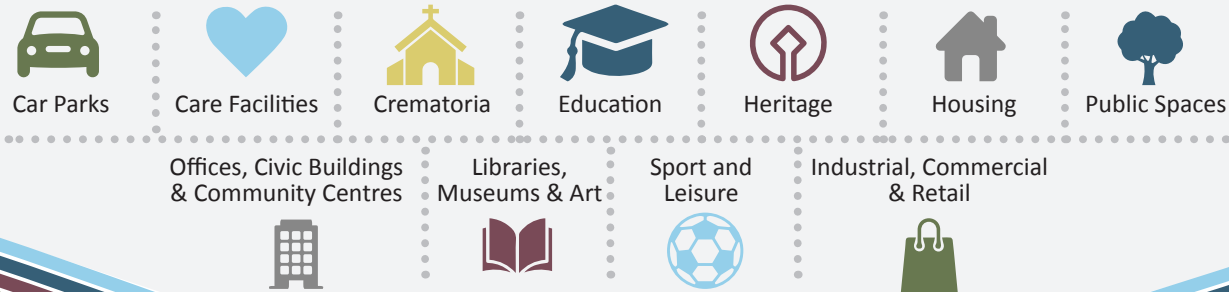 Car Parks
Care Facilities
Crematoria
Education
Heritage
Housing
Public Spaces
Offices, Civic Buildings
& Community Centres
Libraries,
Museums & Art
Sport and
Leisure
Industrial, Commercial
& Retail